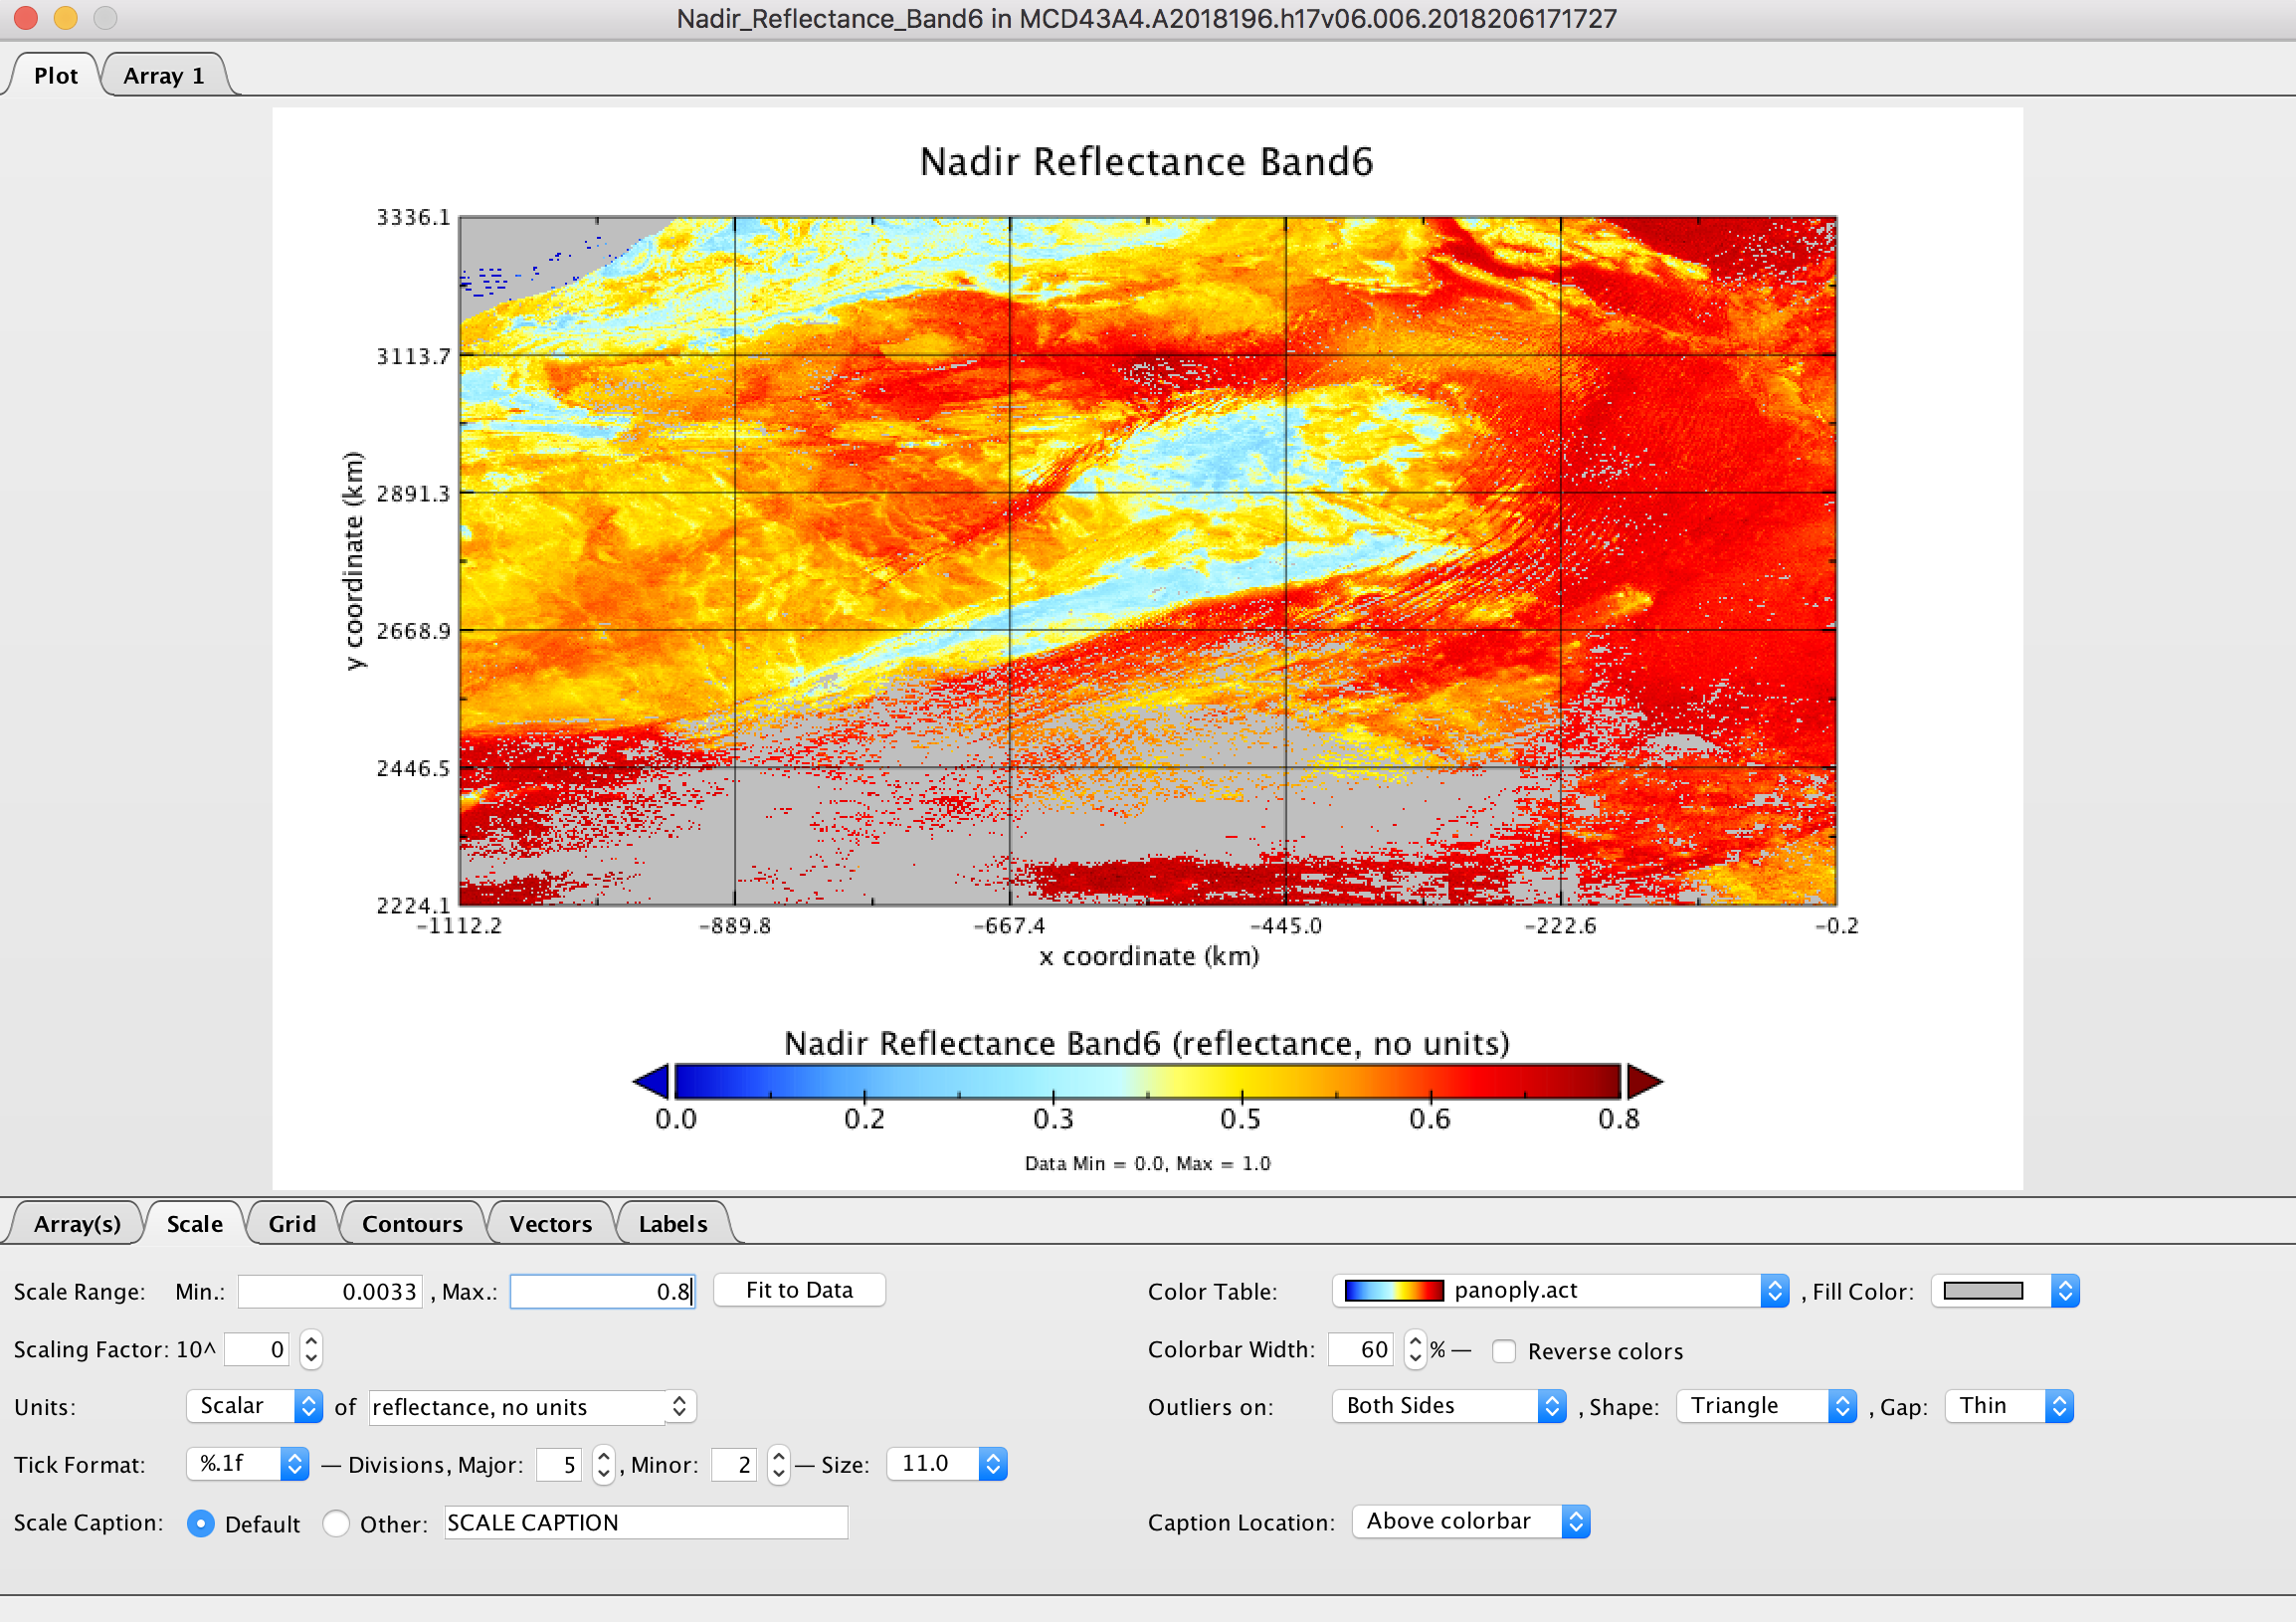 Nadir_Reflectance_Band6 in MCD43A4.A2018196.h17v06.006.2018206171727
Plot Array 1
Nadir Reflectance Band6
3336.1
3113.7
2891.3
2668.9
2446.5
2224.1
y coordinate (km)
-1112.2 -889.8 -667.4 -445.0 -222.6 -0.2
x coordinate (km)
Nadir Reflectance Band6 (reflectance, no units)
0.0 0.2 0.3 0.5 0.6 0.8
Data Min = 0.0, Max = 1.0
Array(s) Scale Grid Contours Vectors Labels
Scale Range: Min.: 0.0033 , Max.: 0.8 Fit to Data Color Table: panoply.act , Fill Color:
Scaling Factor: 10^ 0 Colorbar Width: 60 % — Reverse colors
Units: Scalar of reflectance, no units Outliers on: Both Sides , Shape: Triangle , Gap: Thin
Tick Format: %.1f — Divisions, Major: 5 , Minor: 2 — Size: 11.0
Scale Caption: Default Other: SCALE CAPTION Caption Location: Above colorbar